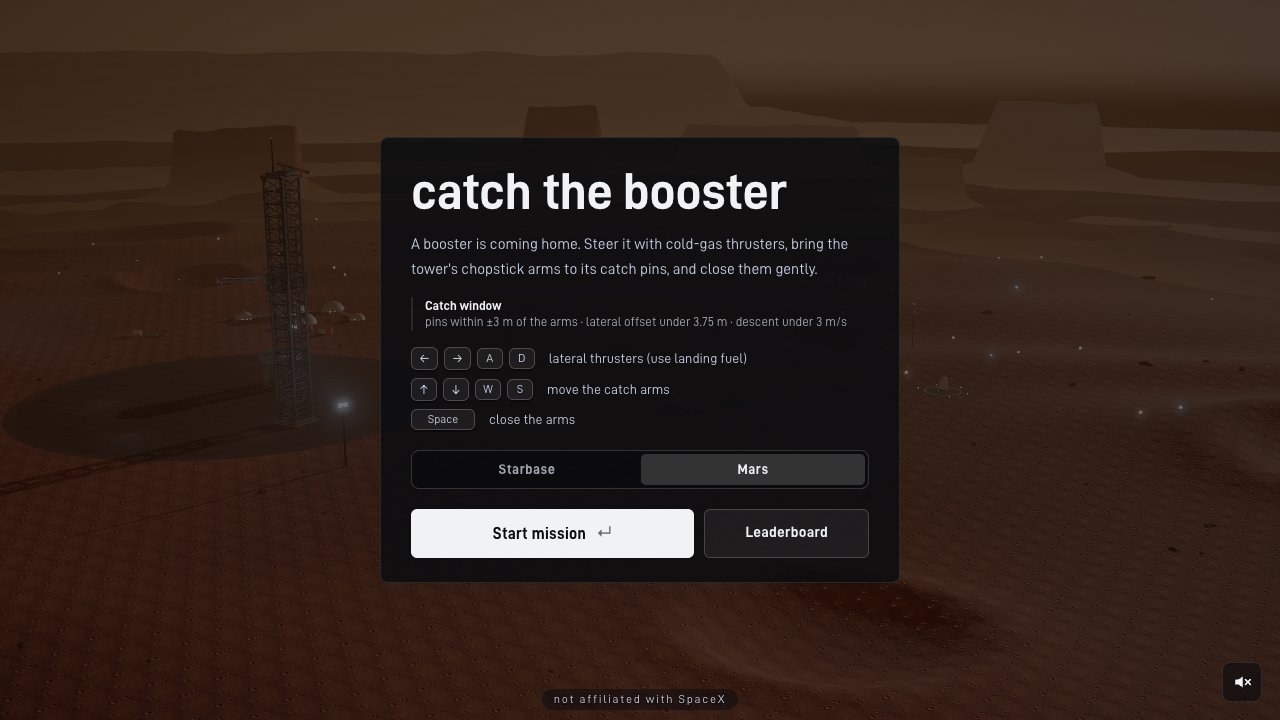 catch the booster
A booster is coming home. Steer it with cold-gas thrusters, bring the
tower's chopstick arms to its catch pins, and close them gently.
Catch window
pins within ±3 m of the arms · lateral offset under 3.75 m · descent under 3 m/s
← → A D lateral thrusters (use landing fuel)
↑ ↓ W S move the catch arms
Space close the arms
Starbase Mars
Start mission ↵ Leaderboard
not affiliated with SpaceX